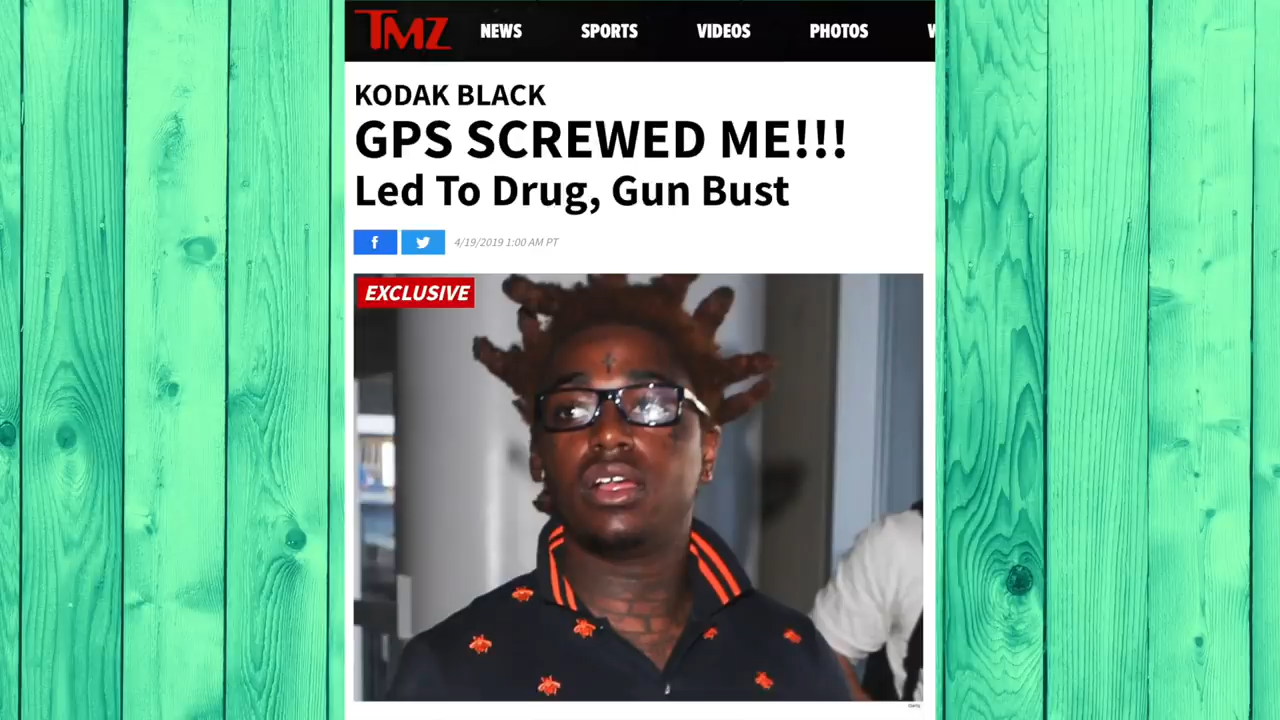 TMZ NEWS SPORTS VIDEOS PHOTOS
KODAK BLACK
GPS SCREWED ME!!!
Led To Drug, Gun Bust
f 4/19/2019 1:00 AM PT
EXCLUSIVE